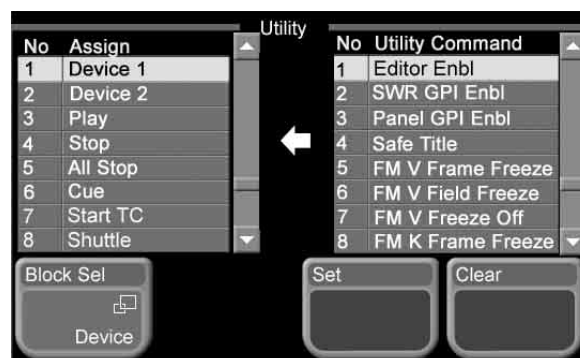 Utility
No Assign
1 Device 1
2 Device 2
3 Play
4 Stop
5 All Stop
6 Cue
7 Start TC
8 Shuttle
No Utility Command
1 Editor Enbl
2 SWR GPI Enbl
3 Panel GPI Enbl
4 Safe Title
5 FM V Frame Freeze
6 FM V Field Freeze
7 FM V Freeze Off
8 FM K Frame Freeze
Block Sel
Device
Set
Clear